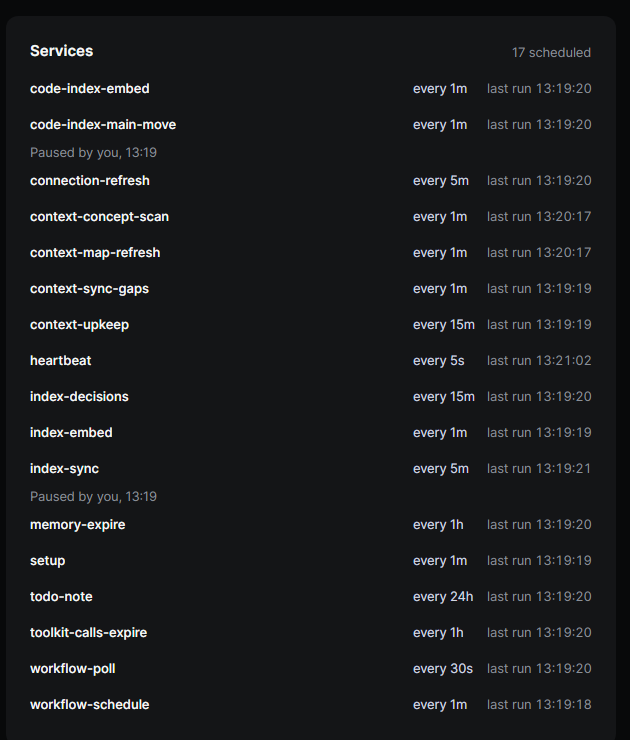 Services 17 scheduled
code-index-embed every 1m last run 13:19:20
code-index-main-move every 1m last run 13:19:20
Paused by you, 13:19
connection-refresh every 5m last run 13:19:20
context-concept-scan every 1m last run 13:20:17
context-map-refresh every 1m last run 13:20:17
context-sync-gaps every 1m last run 13:19:19
context-upkeep every 15m last run 13:19:19
heartbeat every 5s last run 13:21:02
index-decisions every 15m last run 13:19:20
index-embed every 1m last run 13:19:19
index-sync every 5m last run 13:19:21
Paused by you, 13:19
memory-expire every 1h last run 13:19:20
setup every 1m last run 13:19:19
todo-note every 24h last run 13:19:20
toolkit-calls-expire every 1h last run 13:19:20
workflow-poll every 30s last run 13:19:20
workflow-schedule every 1m last run 13:19:18